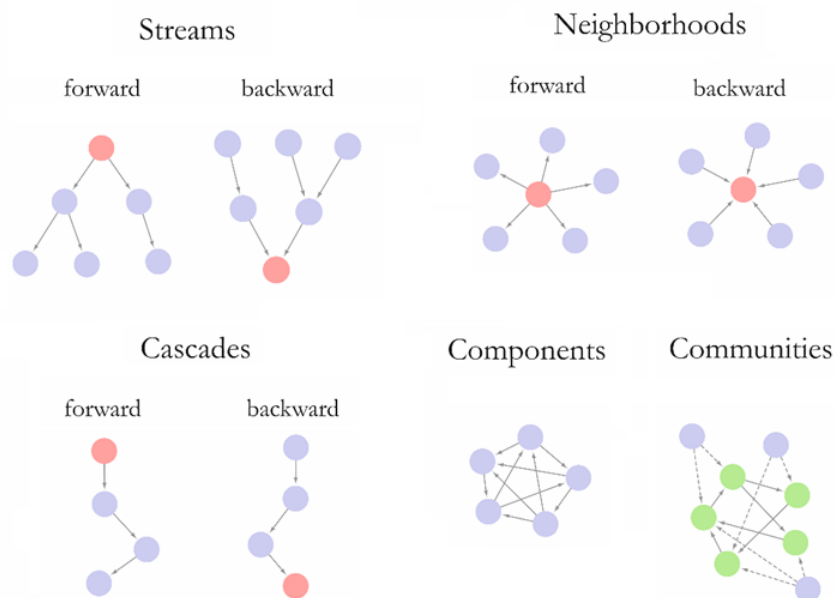 Streams
forward backward
Neighborhoods
forward backward
Cascades
forward backward
Components
Communities